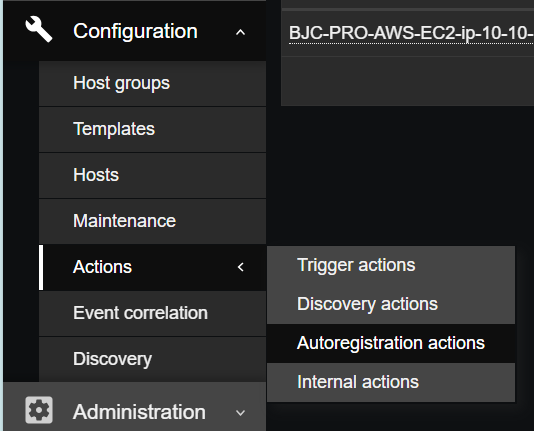 Configuration
BJC-PRO-AWS-EC2-ip-10-10-
Host groups
Templates
Hosts
Maintenance
Actions
Trigger actions
Discovery actions
Event correlation
Autoregistration actions
Discovery
Internal actions
Administration